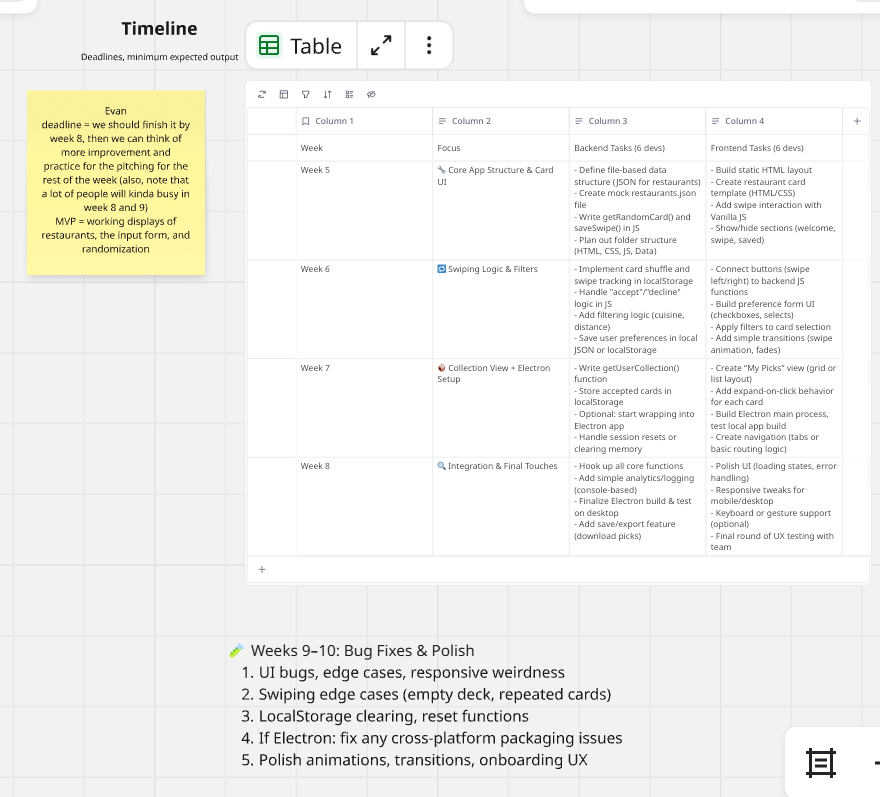 Timeline
Deadlines, minimum expected output
Table
Evan
deadline = we should finish it by
week 8, then we can think of
more improvement and
practice for the pitching for the
rest of the week (also, note that
a lot of people will kinda busy in
week 8 and 9)
MVP = working displays of
restaurants, the input form, and
randomization
Column 1
Column 2
Column 3
Column 4
Week
Focus
Backend Tasks (6 devs)
Frontend Tasks (6 devs)
Week 5
🔧 Core App Structure & Card
UI
- Define file-based data
structure (JSON for restaurants)
- Create mock restaurants.json
file
- Write getRandomCard() and
saveSwipe() in JS
- Plan out folder structure
(HTML, CSS, JS, Data)
- Build static HTML layout
- Create restaurant card
template (HTML/CSS)
- Add swipe interaction with
Vanilla JS
- Show/hide sections (welcome,
swipe, saved)
Week 6
🔁 Swiping Logic & Filters
- Implement card shuffle and
swipe tracking in localStorage
- Handle "accept"/"decline"
logic in JS
- Add filtering logic (cuisine,
distance)
- Save user preferences in local
JSON or localStorage
- Connect buttons (swipe
left/right) to backend JS
functions
- Build preference form UI
(checkboxes, selects)
- Apply filters to card selection
- Add simple transitions (swipe
animation, fades)
Week 7
📦 Collection View + Electron
Setup
- Write getUserCollection()
function
- Store accepted cards in
localStorage
- Optional: start wrapping into
Electron app
- Handle session resets or
clearing memory
- Create “My Picks” view (grid or
list layout)
- Add expand-on-click behavior
for each card
- Build Electron main process,
test local app build
- Create navigation (tabs or
basic routing logic)
Week 8
🔍 Integration & Final Touches
- Hook up all core functions
- Add simple analytics/logging
(console-based)
- Finalize Electron build & test
on desktop
- Add save/export feature
(download picks)
- Polish UI (loading states, error
handling)
- Responsive tweaks for
mobile/desktop
- Keyboard or gesture support
(optional)
- Final round of UX testing with
team
🧪 Weeks 9–10: Bug Fixes & Polish
1. UI bugs, edge cases, responsive weirdness
2. Swiping edge cases (empty deck, repeated cards)
3. LocalStorage clearing, reset functions
4. If Electron: fix any cross-platform packaging issues
5. Polish animations, transitions, onboarding UX